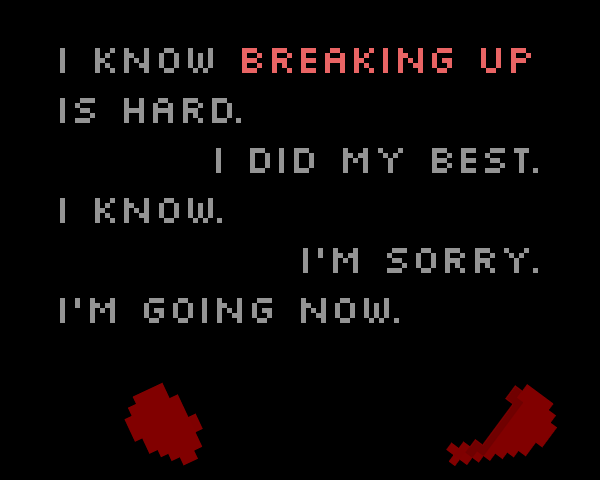 I KNOW BREAKING UP
IS HARD.
I DID MY BEST.
I KNOW.
I'M SORRY.
I'M GOING NOW.